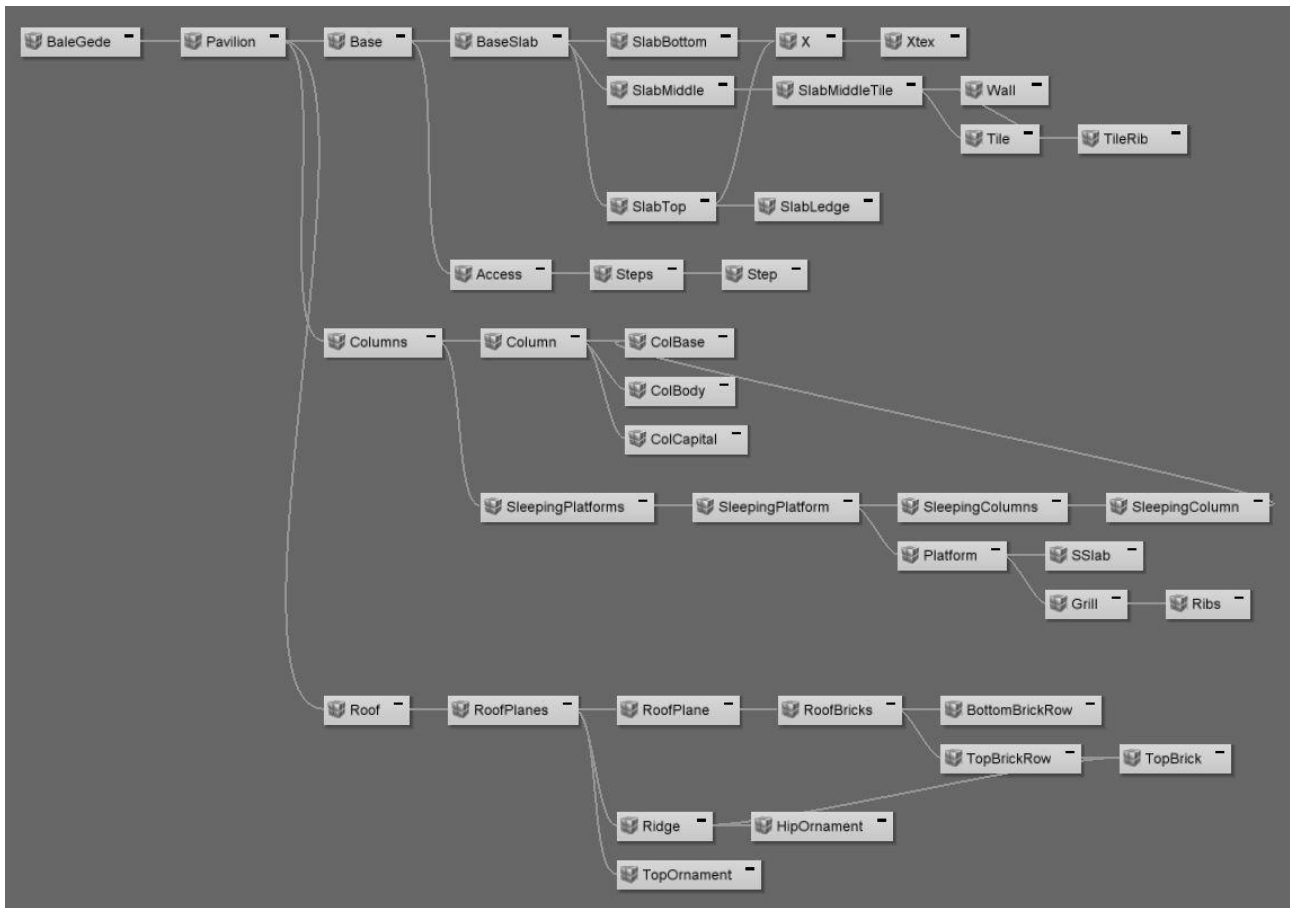 BaleGede Pavilion Base BaseSlab SlabBottom X Xtex
SlabMiddle SlabMiddleTile Wall
Tile TileRib
SlabTop SlabLedge
Access Steps Step
Columns Column ColBase
ColBody
ColCapital
SleepingPlatforms SleepingPlatform SleepingColumns SleepingColumn
Platform SSlab
Grill Ribs
Roof RoofPlanes RoofPlane RoofBricks BottomBrickRow
TopBrickRow TopBrick
Ridge HipOrnament
TopOrnament